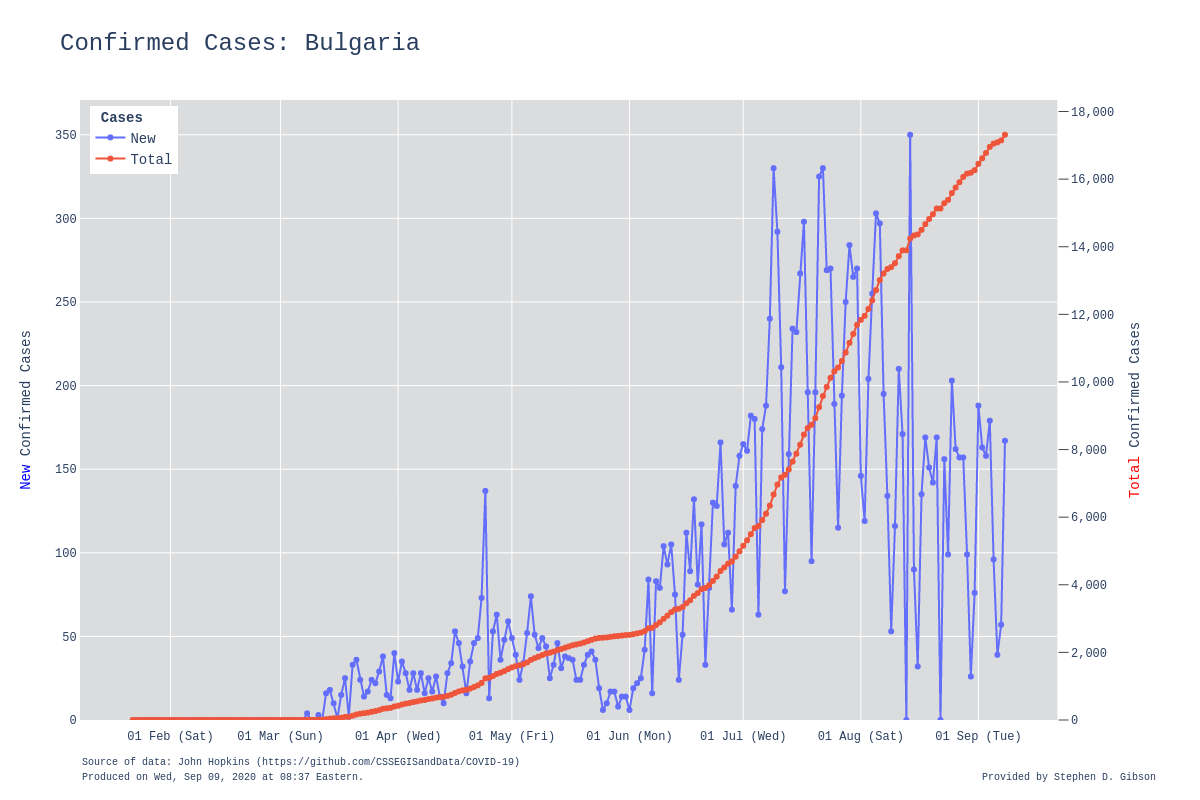 Confirmed Cases: Bulgaria
Cases
New
Total
350
300
250
200
150
100
50
0
18,000
16,000
14,000
12,000
10,000
8,000
6,000
4,000
2,000
0
New Confirmed Cases
Total Confirmed Cases
01 Feb (Sat) 01 Mar (Sun) 01 Apr (Wed) 01 May (Fri) 01 Jun (Mon) 01 Jul (Wed) 01 Aug (Sat) 01 Sep (Tue)
Source of data: John Hopkins (https://github.com/CSSEGISandData/COVID-19)
Produced on Wed, Sep 09, 2020 at 08:37 Eastern.
Provided by Stephen D. Gibson